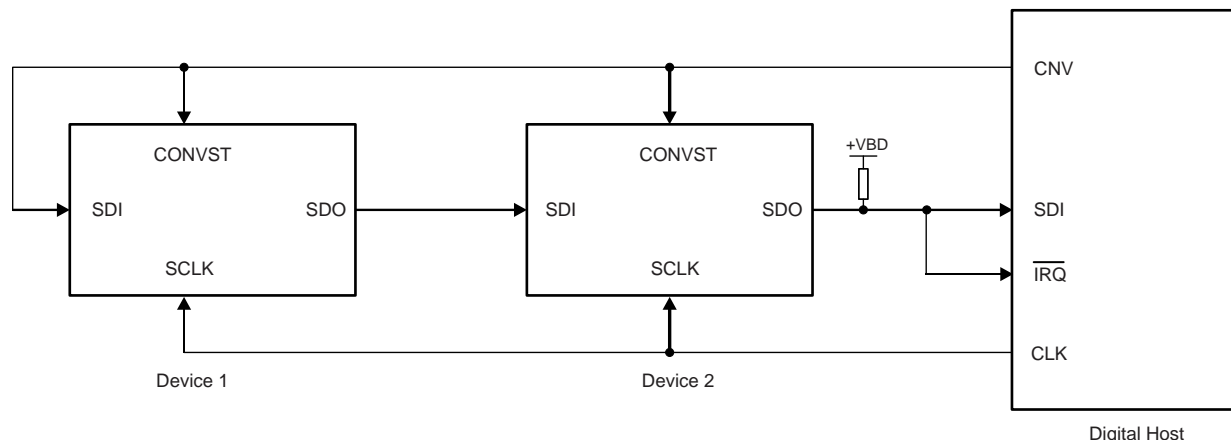 CNV
CONVST
CONVST
+VBD
SDI
SDO
SDI
SDO
SDI
SCLK
SCLK
IRQ
CLK
Device 1
Device 2
Digital Host